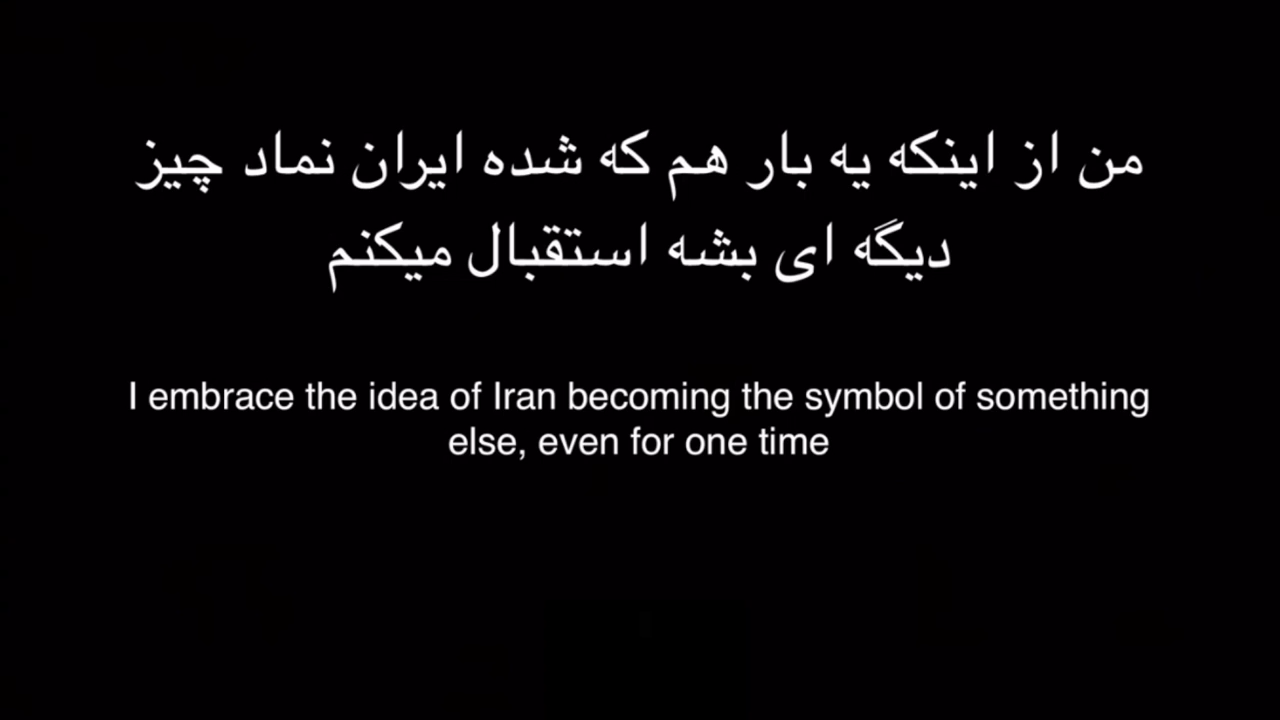 من از اینکه یه بار هم که شده ایران نماد چیز
دیگه ای بشه استقبال میکنم
I embrace the idea of Iran becoming the symbol of something
else, even for one time